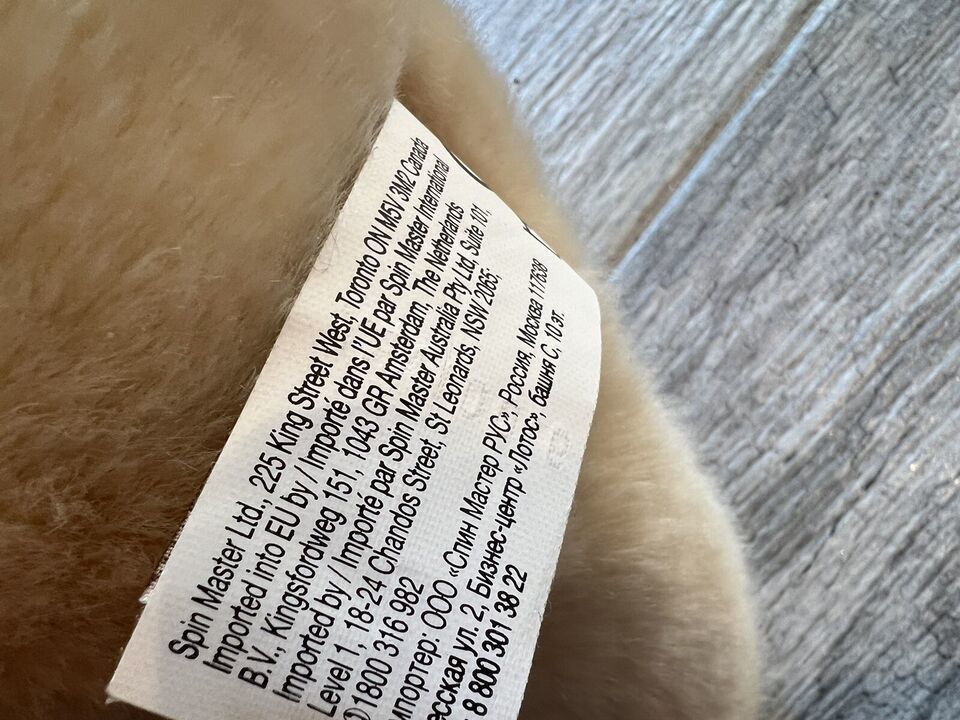 Spin Master Ltd., 225 King Street West, Toronto ON M5V 3M2 Canada
Imported into EU by / Importé dans l'UE par Spin Master International
B.V., Kingsfordweg 151, 1043 GR Amsterdam, The Netherlands
Imported by / Importé par Spin Master Australia Pty Ltd, Suite 101,
Level 1, 18-24 Chandos Street, St Leonards, NSW 2065;
1800 316 982
мпортер: ООО «Спин Мастер РУС», Россия, Москва 117638
есская ул. 2, Бизнес-центр «Лотос», башня С, 10 эт.
8 800 301 38 22